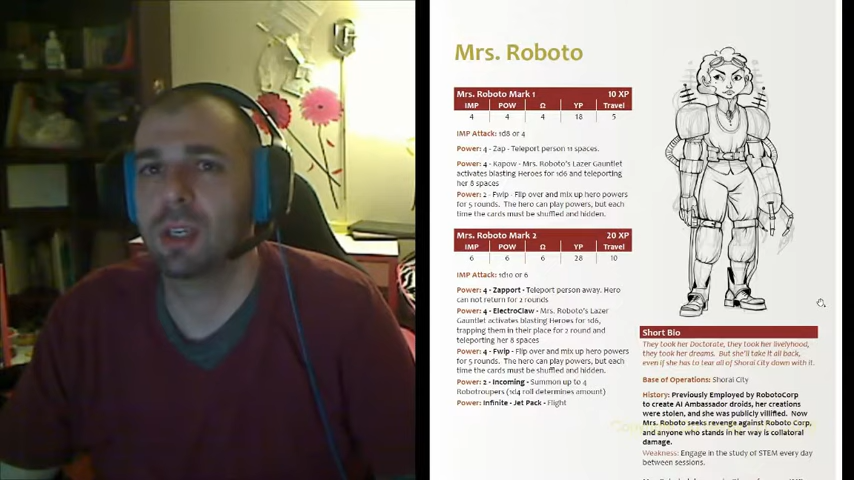 Mrs. Roboto
Mrs. Roboto Mark 1 10 XP
IMP POW Ω YP Travel
4 4 4 18 5
IMP Attack: 1d8 or 4
Power: 4 - Zap - Teleport person 11 spaces.
Power: 4 - Kapow - Mrs. Roboto's Lazer Gauntlet
activates blasting Heroes for 1d6 and teleporting
her 8 spaces
Power: 2 - Fwip - Flip over and mix up hero powers
for 5 rounds. The hero can play powers, but each
time the cards must be shuffled and hidden.
Mrs. Roboto Mark 2 20 XP
IMP POW Ω YP Travel
6 6 6 28 10
IMP Attack: 1d10 or 6
Power: 4 - Zapport - Teleport person away. Hero
can not return for 2 rounds
Power: 4 - ElectroClaw - Mrs. Roboto's Lazer
Gauntlet activates blasting Heroes for 1d6,
trapping them in their place for 2 round and
teleporting her 8 spaces
Power: 4 - Fwip - Flip over and mix up hero powers
for 5 rounds. The hero can play powers, but each
time the cards must be shuffled and hidden.
Power: 2 - Incoming - Summon up to 4
Robotroupers (1d4 roll determines amount)
Power: Infinite - Jet Pack - Flight
Short Bio
They took her Doctorate, they took her livelyhood,
they took her dreams. But she'll take it all back,
even if she has to tear all of Shorai City down with it.
Base of Operations: Shorai City
History: Previously Employed by RobotoCorp
to create AI Ambassador droids, her creations
were stolen, and she was publicly villified. Now
Mrs. Roboto seeks revenge against Roboto Corp,
and anyone who stands in her way is collateral
damage.
Weakness: Engage in the study of STEM every day
between sessions.